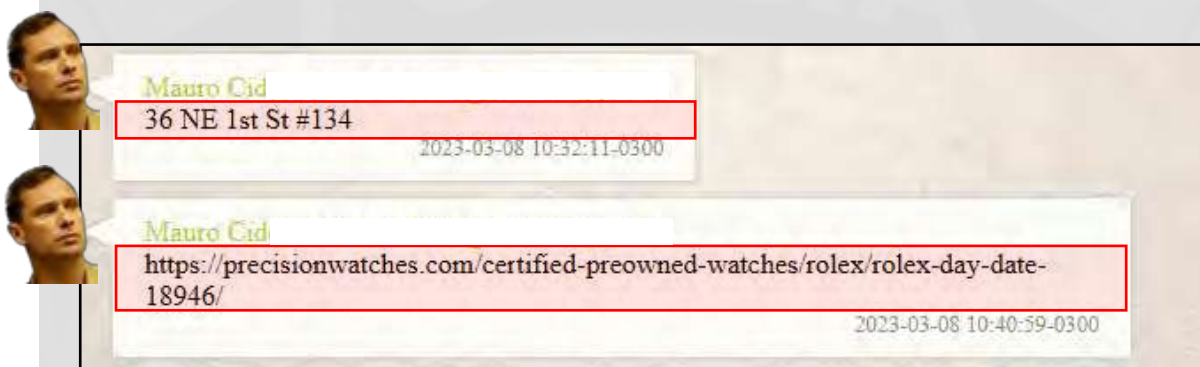 Mauro Cid
36 NE 1st St #134
2023-03-08 10:32:11-0300
Mauro Cid
https://precisionwatches.com/certified-preowned-watches/rolex/rolex-day-date-
18946/
2023-03-08 10:40:59-0300